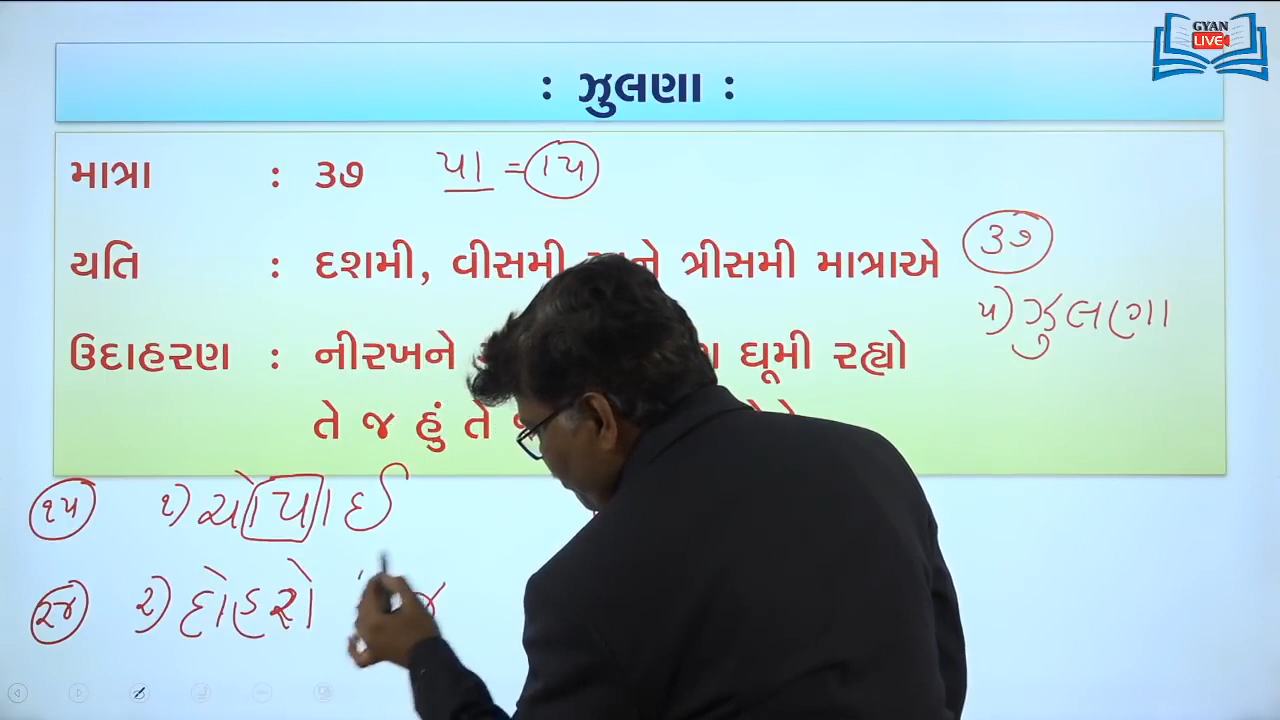 GYAN
LIVE
: ઝુલણા :
માત્રા : ૩૭ પા = ૧૫
યતિ : દશમી, વીસમી અને ત્રીસમી માત્રાએ ૩૭
૫) ઝુલણા
ઉદાહરણ : નીરખને ઘૂમી રહ્યો
તે જ હું તે
૧૫ ૧) ચોપાઈ
૨૪ ૨) દોહરો